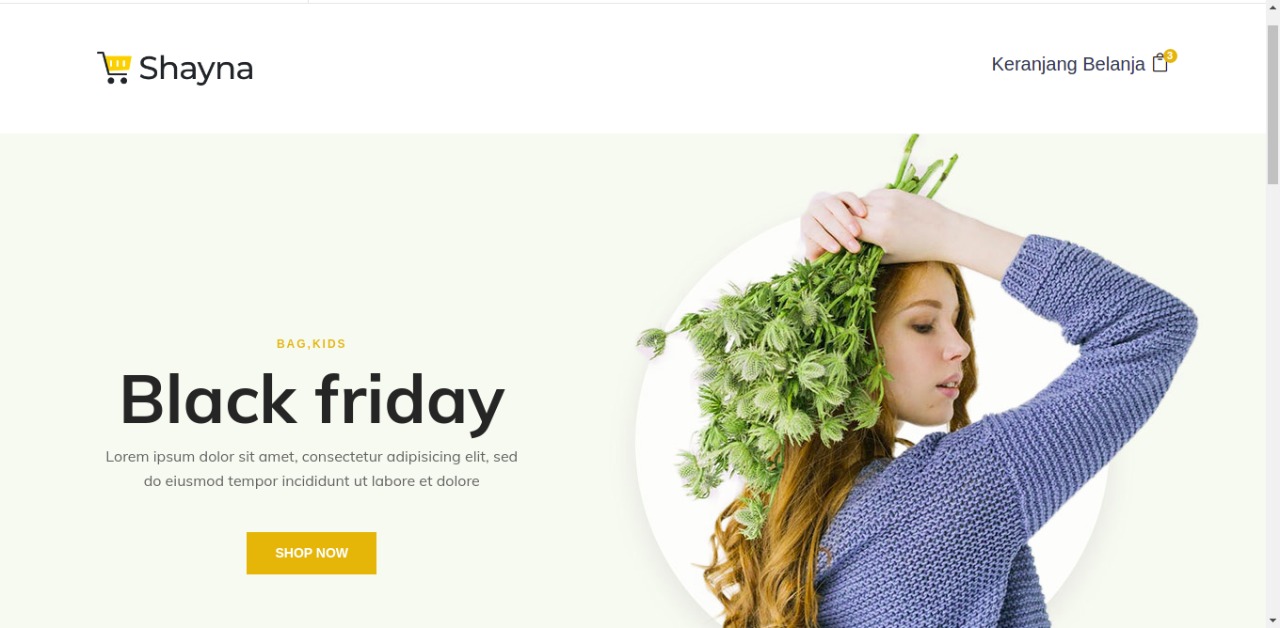 Shayna
Keranjang Belanja 3
BAG,KIDS
Black friday
Lorem ipsum dolor sit amet, consectetur adipisicing elit, sed
do eiusmod tempor incididunt ut labore et dolore
SHOP NOW